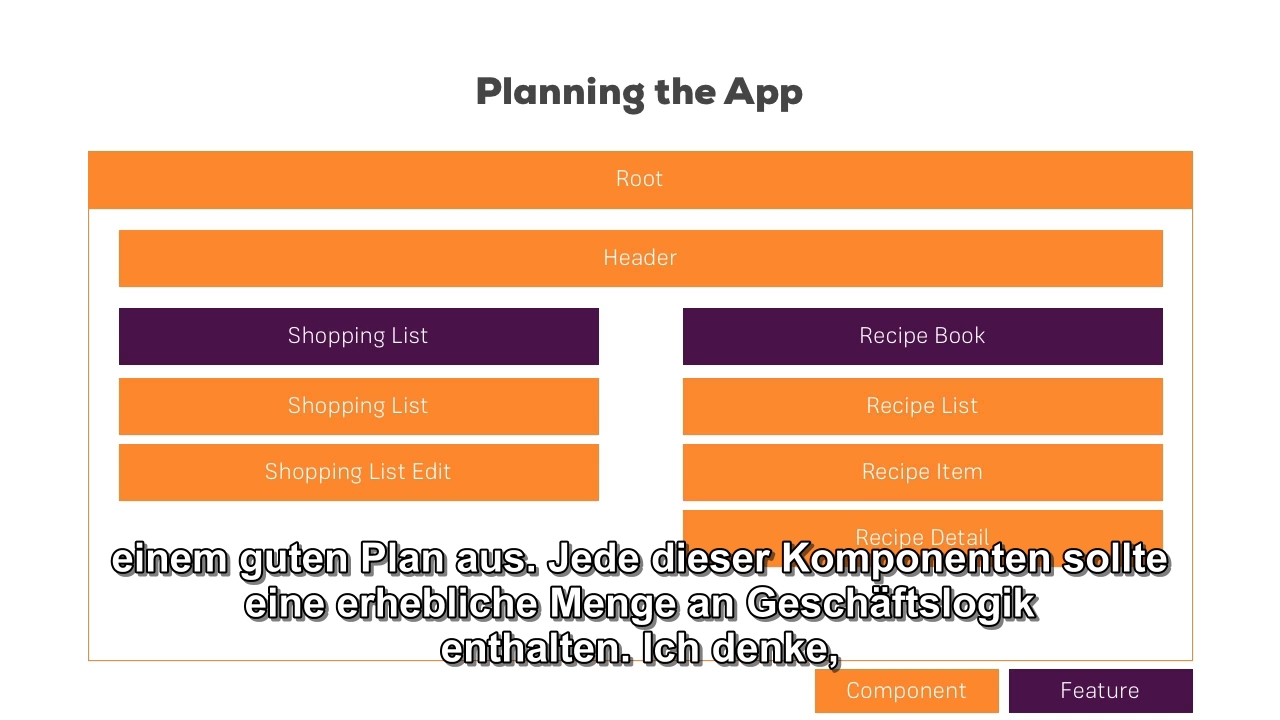 Planning the App
Root
Header
Shopping List
Recipe Book
Shopping List
Recipe List
Shopping List Edit
Recipe Item
Recipe Detail
einem guten Plan aus. Jede dieser Komponenten sollte
eine erhebliche Menge an Geschäftslogik
enthalten. Ich denke,
Component
Feature